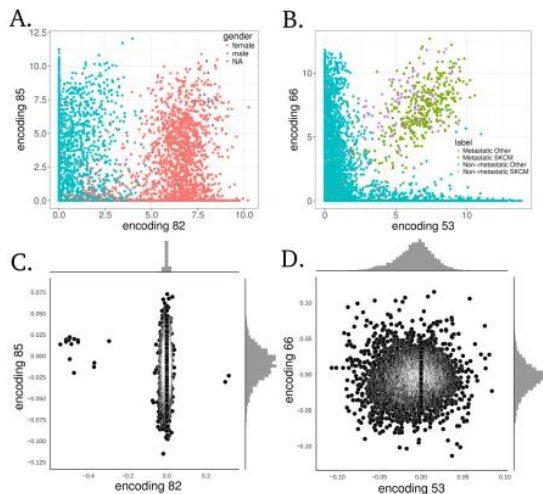 A.
12.5
10.0
7.5
5.0
2.5
0.0
encoding 85
0.0
2.5
5.0
7.5
10.0
encoding 82
gender
female
male
NA
B.
10
5
0
encoding 66
0
5
10
encoding 53
label
Metastatic Other
Metastatic SKCM
Non-metastatic Other
Non-metastatic SKCM
C.
0.075
0.050
0.025
0.000
−0.025
−0.050
−0.075
−0.100
−0.125
encoding 85
−0.4
−0.2
0.0
0.2
encoding 82
D.
0.10
0.05
0.00
−0.05
−0.10
encoding 66
−0.10
−0.05
0.00
0.05
0.10
encoding 53